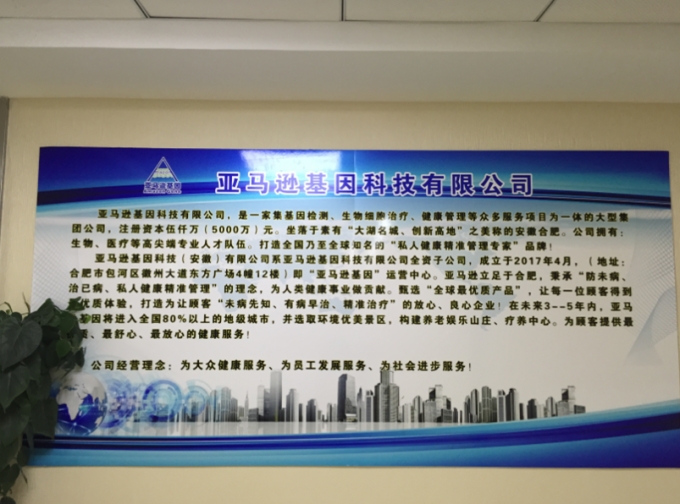 亚马逊基因
亚马逊基因科技有限公司
亚马逊基因科技有限公司，是一家集基因检测、生物细胞治疗、健康管理等众多服务项目为一体的大型集
团公司，注册资本伍仟万（5000万）元。坐落于素有“大湖名城、创新高地”之美称的安徽合肥。公司拥有：
生物、医疗等高尖端专业人才队伍。打造全国乃至全球知名的“私人健康精准管理专家”品牌！
亚马逊基因科技（安徽）有限公司系亚马逊基因科技有限公司全资子公司，成立于2017年4月，（地址：
合肥市包河区徽州大道东方广场4幢12楼）即“亚马逊基因”运营中心。亚马逊立足于合肥，秉承“防未病、
治已病、私人健康精准管理”的理念，为人类健康事业做贡献。甄选“全球最优质产品”，让每一位顾客得到
优质体验，打造为让顾客“未病先知、有病早治、精准治疗”的放心、良心企业！在未来3--5年内，亚马
基因将进入全国80%以上的地级城市，并选取环境优美景区，构建养老娱乐山庄、疗养中心。为顾客提供最
、最舒心、最放心的健康服务！
公司经营理念：为大众健康服务、为员工发展服务、为社会进步服务！